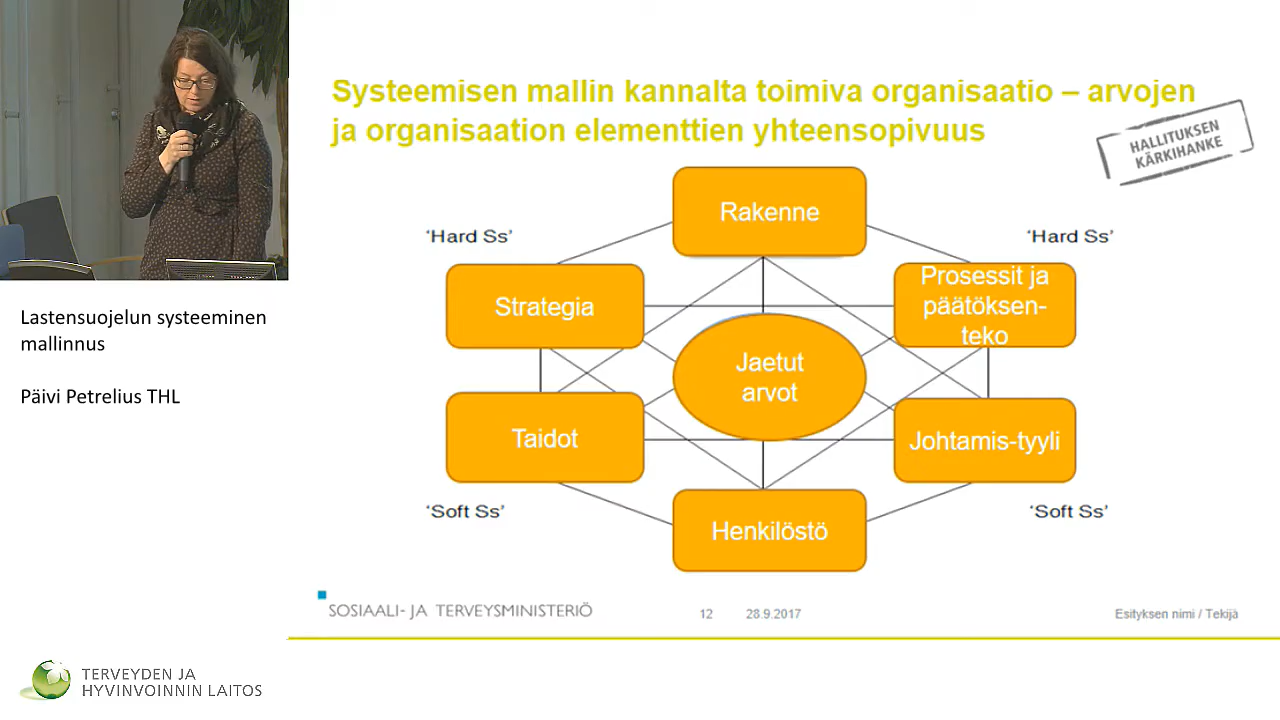 Systeemisen mallin kannalta toimiva organisaatio – arvojen
ja organisaation elementtien yhteensopivuus
HALLITUKSEN
KÄRKIHANKE
Rakenne
'Hard Ss'
'Hard Ss'
Strategia
Prosessit ja
päätöksen-
teko
Jaetut
arvot
Taidot
Johtamis-tyyli
'Soft Ss'
'Soft Ss'
Henkilöstö
SOSIAALI- JA TERVEYSMINISTERIÖ
12
28.9.2017
Esityksen nimi / Tekijä
Lastensuojelun systeeminen
mallinnus
Päivi Petrelius THL
TERVEYDEN JA
HYVINVOINNIN LAITOS